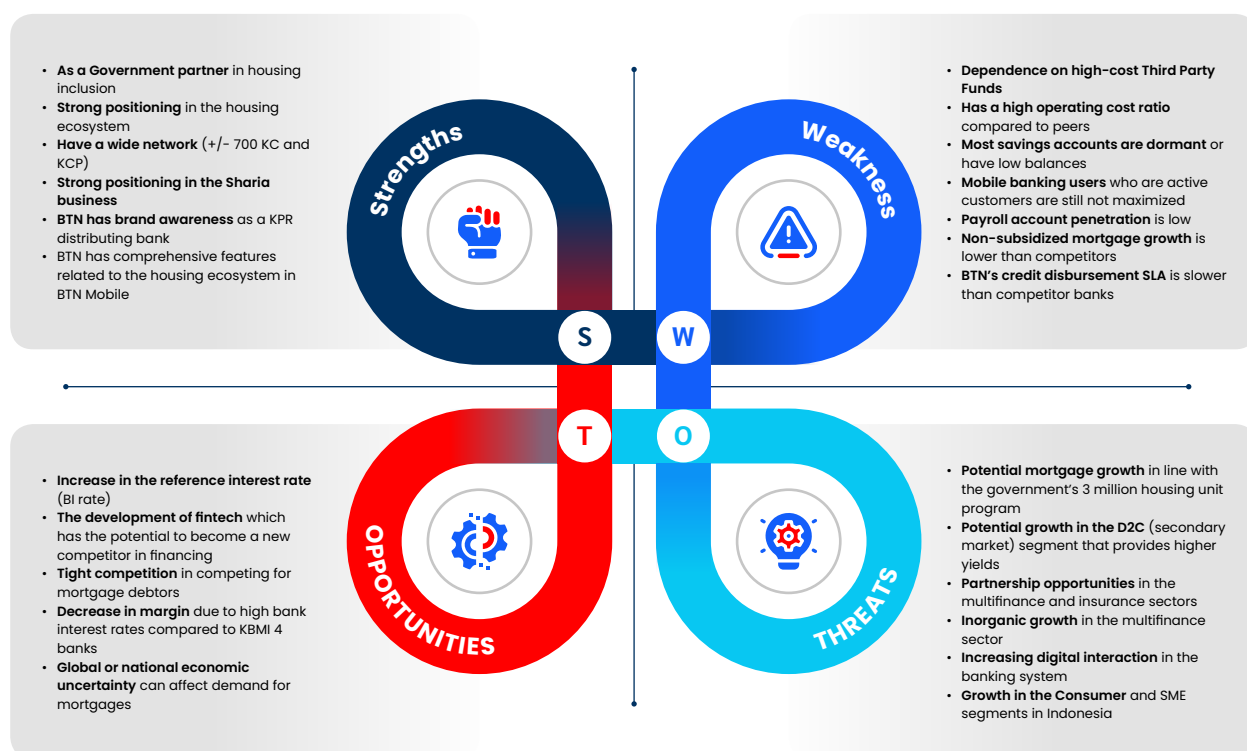 • As a Government partner in housing
inclusion
• Strong positioning in the housing
ecosystem
• Have a wide network (+/- 700 KC and
KCP)
• Strong positioning in the Sharia
business
• BTN has brand awareness as a KPR
distributing bank
• BTN has comprehensive features
related to the housing ecosystem in
BTN Mobile
Strengths
Weakness
• Dependence on high-cost Third Party
Funds
• Has a high operating cost ratio
compared to peers
• Most savings accounts are dormant or
have low balances
• Mobile banking users who are active
customers are still not maximized
• Payroll account penetration is low
• Non-subsidized mortgage growth is
lower than competitors
• BTN's credit disbursement SLA is slower
than competitor banks
S
W
T
O
• Increase in the reference interest rate
(BI rate)
• The development of fintech which
has the potential to become a new
competitor in financing
• Tight competition in competing for
mortgage debtors
• Decrease in margin due to high bank
interest rates compared to KBMI 4
banks
• Global or national economic
uncertainty can affect demand for
mortgages
OPPORTUNITIES
THREATS
• Potential mortgage growth in line with
the government's 3 million housing unit
program
• Potential growth in the D2C (secondary
market) segment that provides higher
yields
• Partnership opportunities in the
multifinance and insurance sectors
• Inorganic growth in the multifinance
sector
• Increasing digital interaction in the
banking system
• Growth in the Consumer and SME
segments in Indonesia